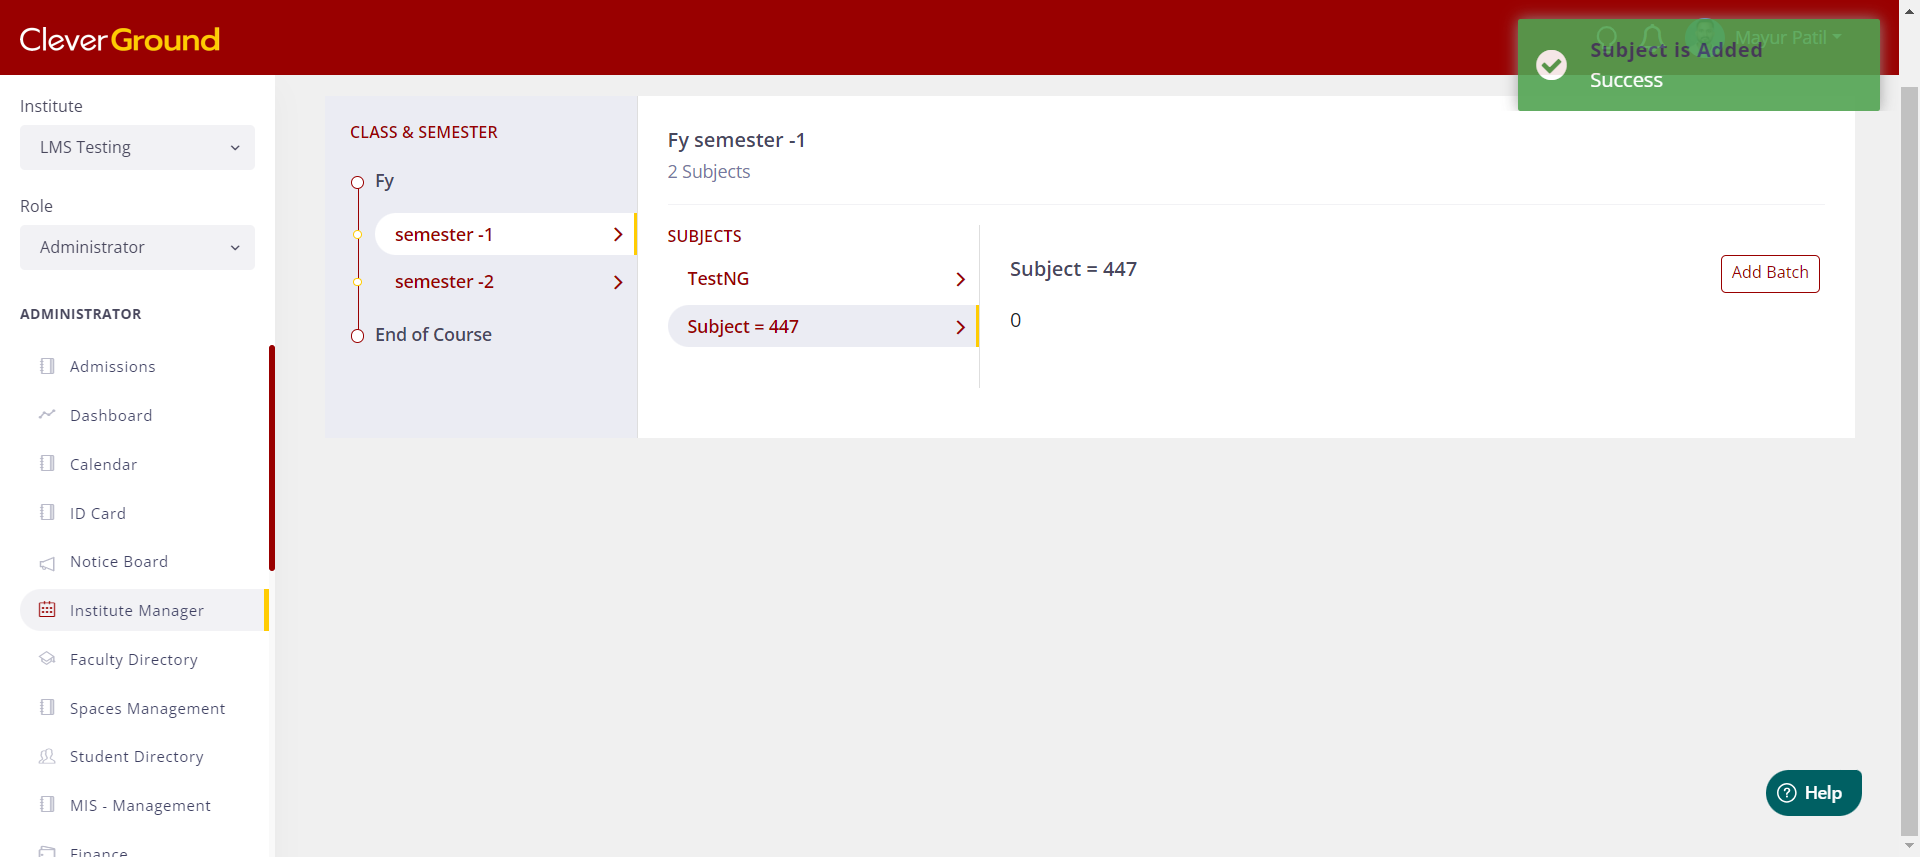 CleverGround
Mayur Patil
Subject is Added
Success
Institute
LMS Testing
Role
Administrator
ADMINISTRATOR
Admissions
Dashboard
Calendar
ID Card
Notice Board
Institute Manager
Faculty Directory
Spaces Management
Student Directory
MIS - Management
Finance
CLASS & SEMESTER
Fy
semester -1
semester -2
End of Course
Fy semester -1
2 Subjects
SUBJECTS
TestNG
Subject = 447
Subject = 447
Add Batch
0
Help